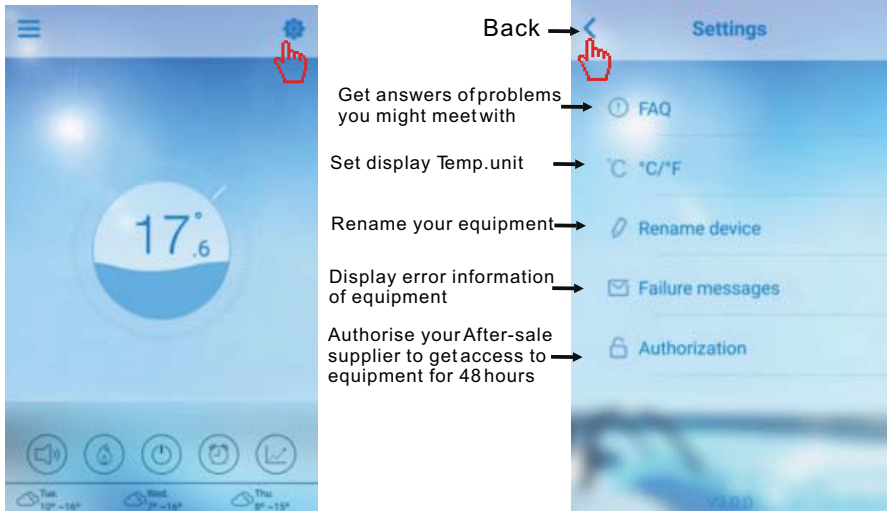 17°.6
Tue.
10° ~16°
Wed.
7° ~16°
Thu.
8° ~15°
Back
Get answers of problems
you might meet with
Set display Temp.unit
Rename your equipment
Display error information
of equipment
Authorise your After-sale
supplier to get access to
equipment for 48 hours
Settings
FAQ
°C °C/°F
Rename device
Failure messages
Authorization
V3.0.0